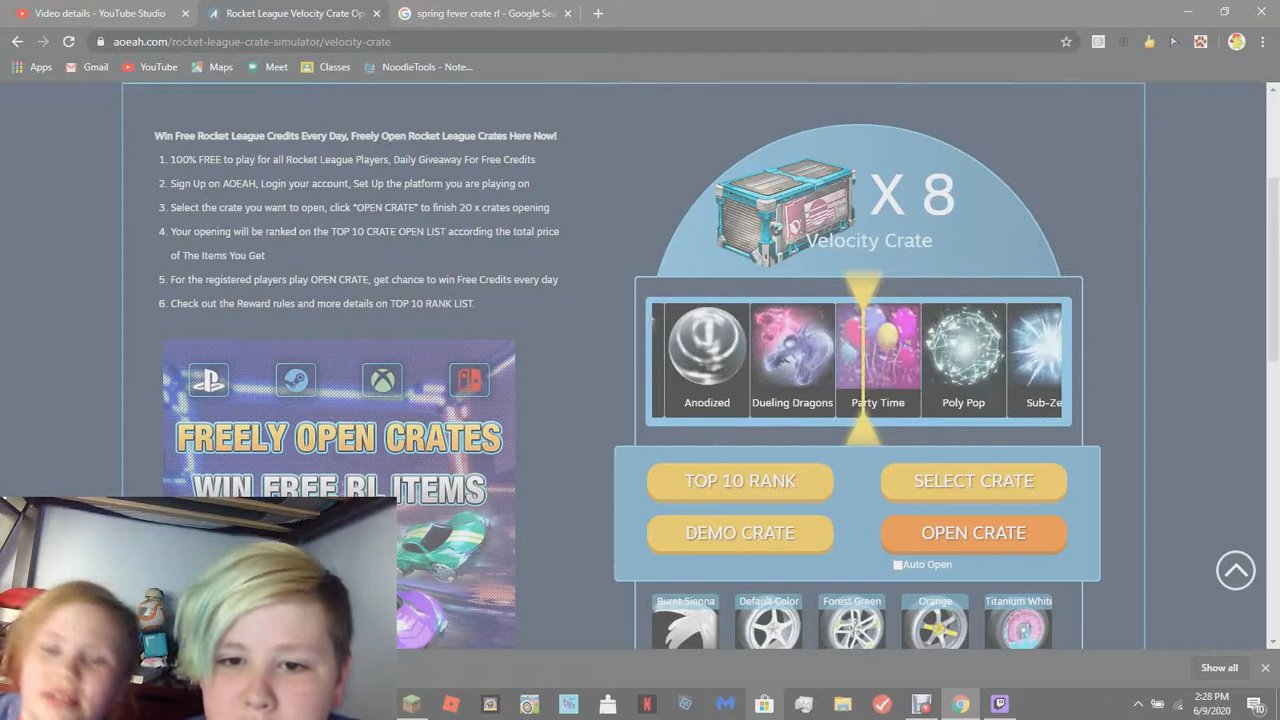 Video details - YouTube Studio
Rocket League Velocity Crate Op
spring fever crate rl - Google Sea
aoeah.com/rocket-league-crate-simulator/velocity-crate
Apps
Gmail
YouTube
Maps
Meet
Classes
NoodleTools - Note...
Win Free Rocket League Credits Every Day, Freely Open Rocket League Crates Here Now!
1. 100% FREE to play for all Rocket League Players, Daily Giveaway For Free Credits
2. Sign Up on AOEAH, Login your account, Set Up the platform you are playing on
3. Select the crate you want to open, click "OPEN CRATE" to finish 20 x crates opening
4. Your opening will be ranked on the TOP 10 CRATE OPEN LIST according the total price
of The Items You Get
5. For the registered players play OPEN CRATE, get chance to win Free Credits every day
6. Check out the Reward rules and more details on TOP 10 RANK LIST.
FREELY OPEN CRATES
WIN FREE RL ITEMS
X 8
Velocity Crate
Anodized
Dueling Dragons
Party Time
Poly Pop
Sub-Ze
TOP 10 RANK
SELECT CRATE
DEMO CRATE
OPEN CRATE
Auto Open
Burnt Sienna
Default Color
Forest Green
Orange
Titanium White
Show all
2:28 PM
6/9/2020
10